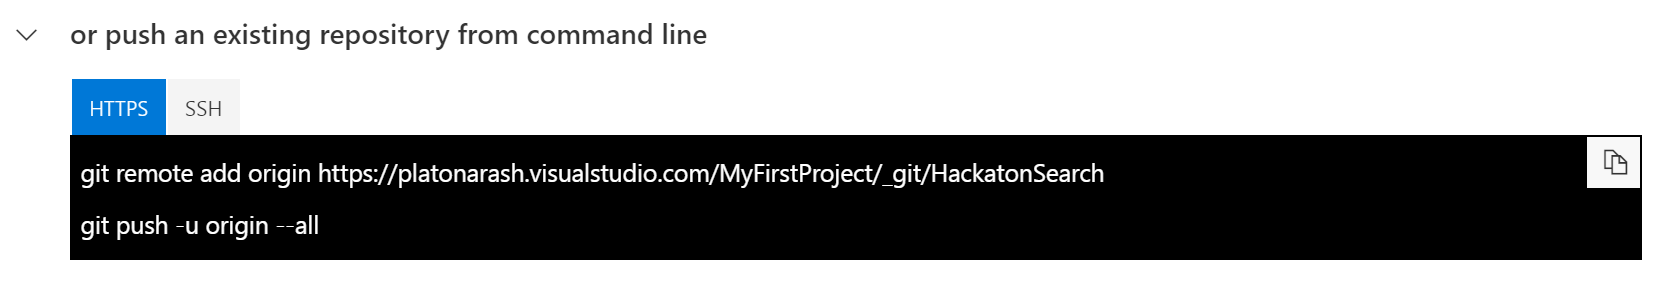 or push an existing repository from command line
HTTPS SSH
git remote add origin https://platonarash.visualstudio.com/MyFirstProject/_git/HackatonSearch
git push -u origin --all